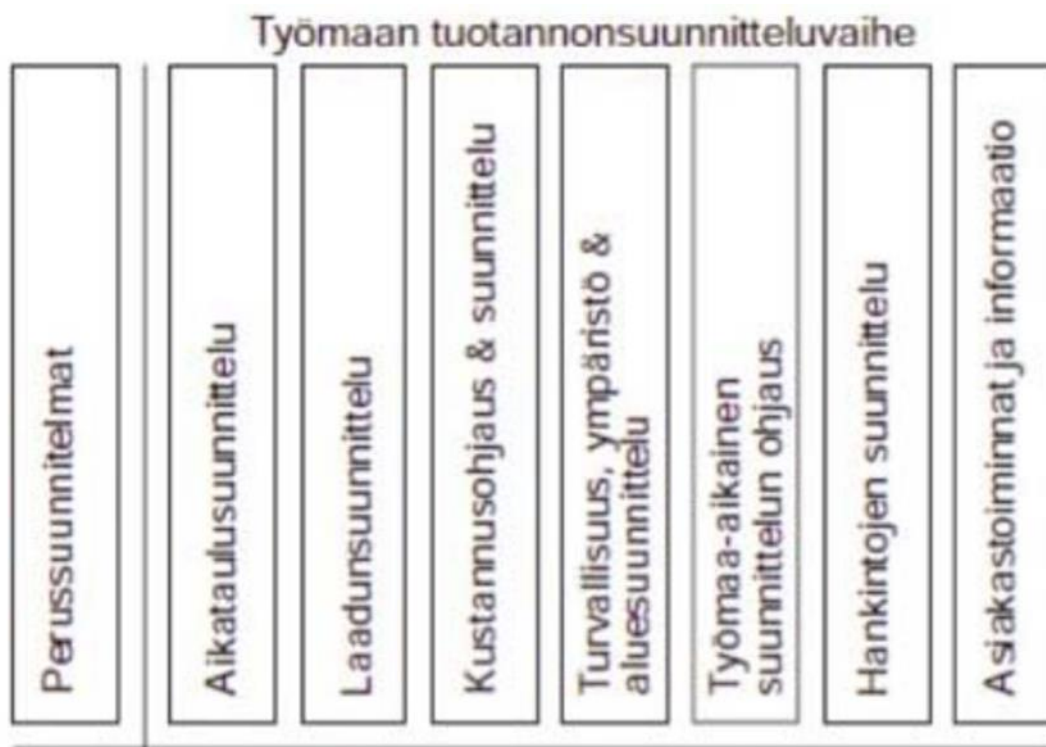 Työmaan tuotannonsuunnitteluvaihe
Perussuunnitelmat
Aikataulusuunnittelu
Laadunsuunnittelu
Kustannusohjaus & suunnittelu
Turvallisuus, ympäristö &
aluesuunnittelu
Työmaa-aikainen
suunnittelun ohjaus
Hankintojen suunnittelu
Asiakastoiminnat ja informaatio